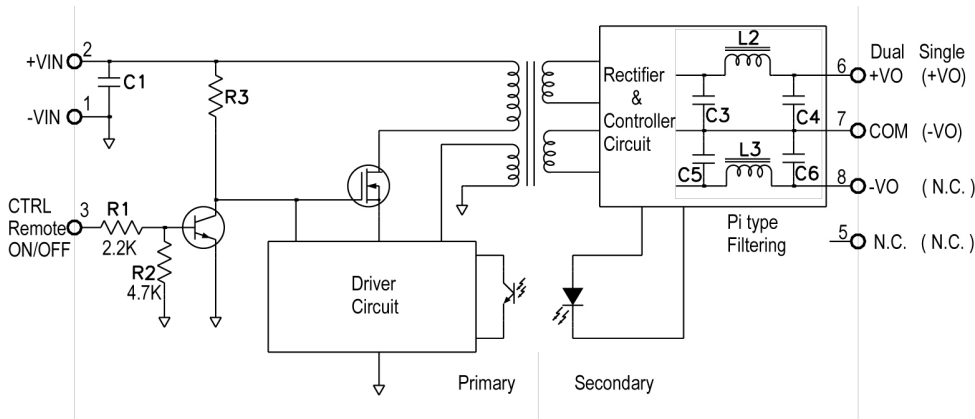 +VIN 2
C1
-VIN 1
R3
CTRL 3
Remote
ON/OFF
R1
2.2K
R2
4.7K
Driver
Circuit
Primary
Secondary
Rectifier
&
Controller
Circuit
L2
C3
C4
L3
C5
C6
Pi type
Filtering
Dual Single
6 +VO (+VO)
7 COM (-VO)
8 -VO ( N.C. )
5 N.C. ( N.C. )